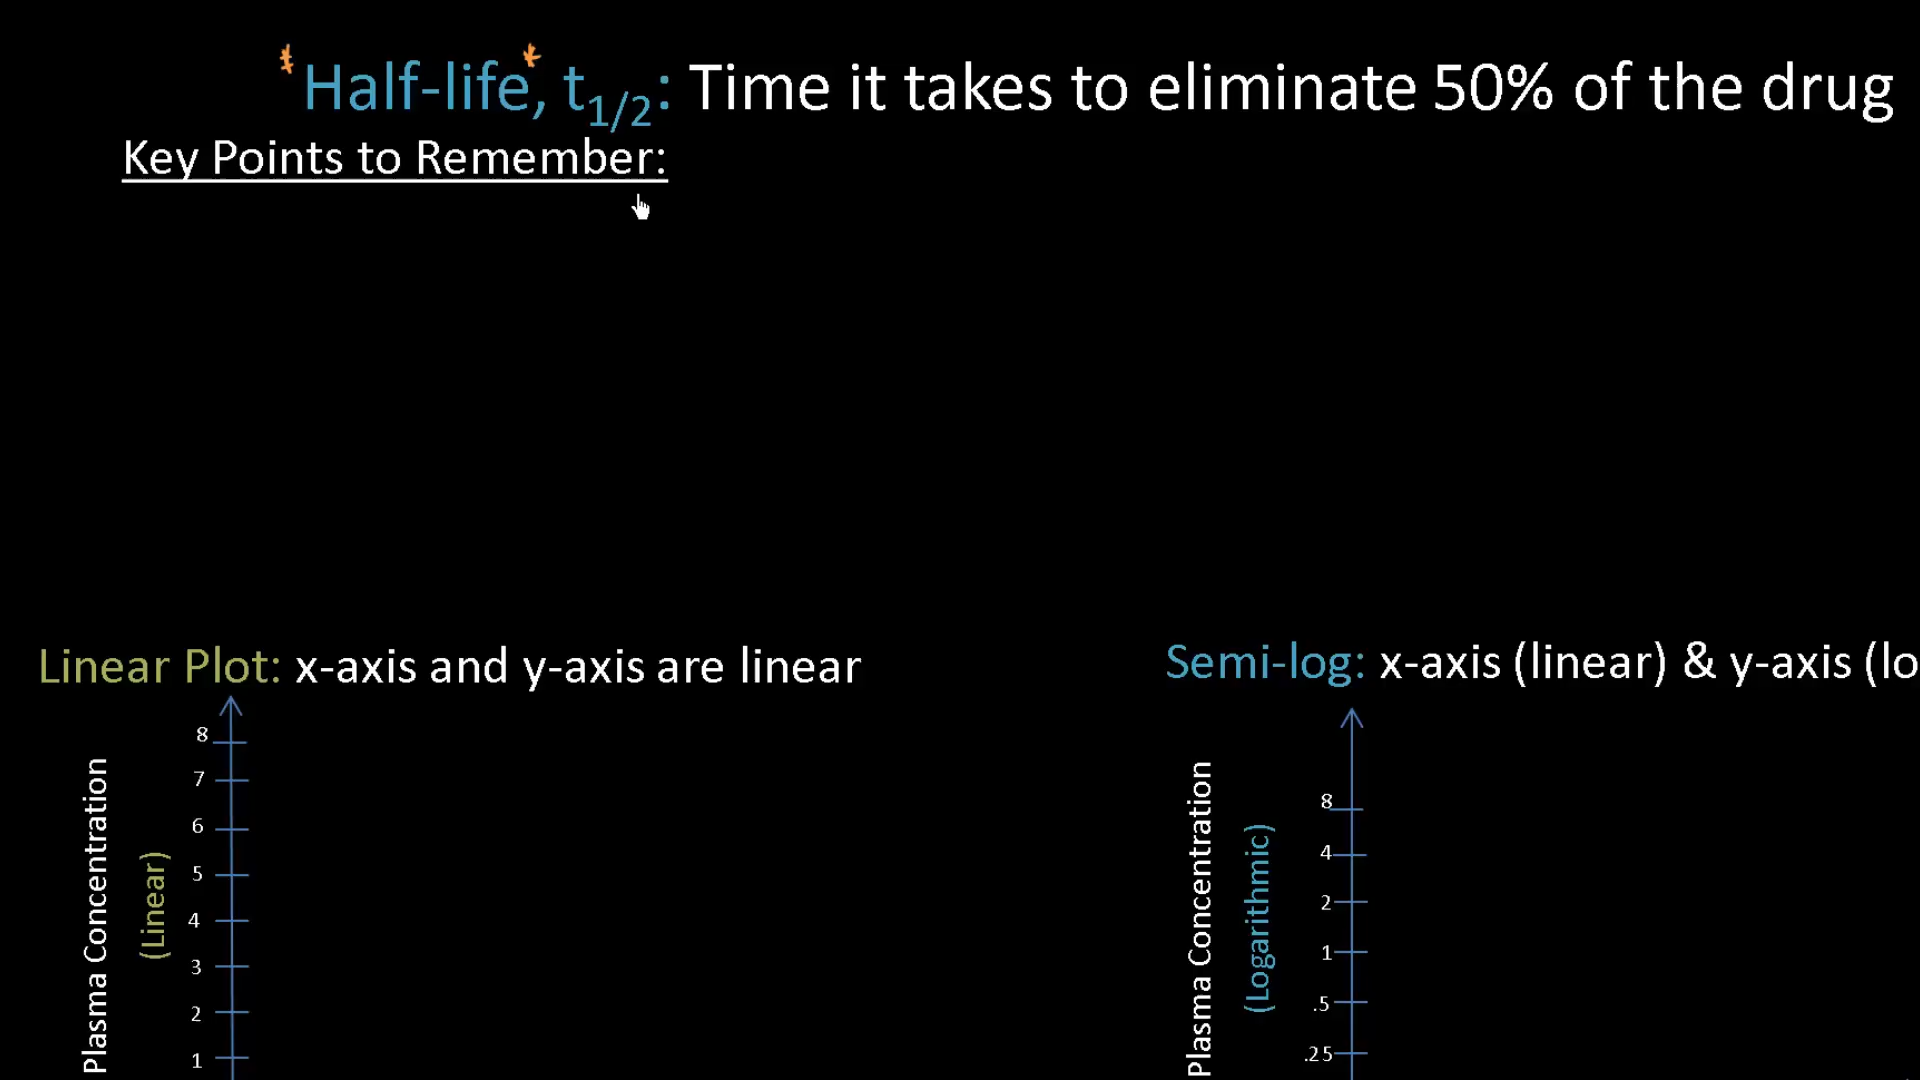 Half-life, t1/2: Time it takes to eliminate 50% of the drug
Key Points to Remember:
Linear Plot: x-axis and y-axis are linear
Plasma Concentration
(Linear)
8
7
6
5
4
3
2
1
Semi-log: x-axis (linear) & y-axis (lo
Plasma Concentration
(Logarithmic)
8
4
2
1
.5
.25